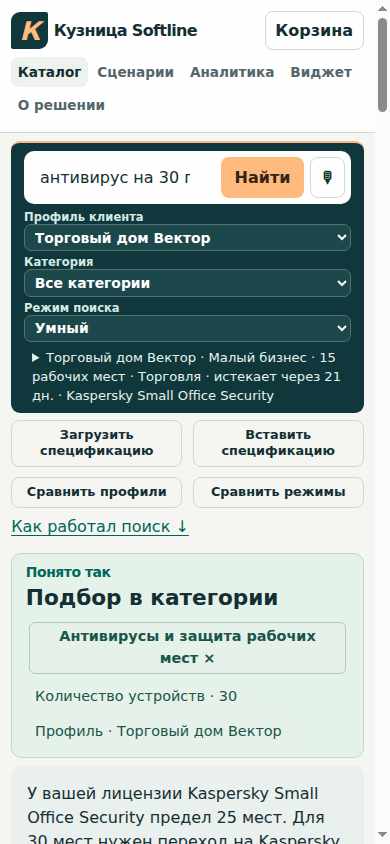 К Кузница Softline
Корзина
Каталог Сценарии Аналитика Виджет
О решении
антивирус на 30 г
Найти
Профиль клиента
Торговый дом Вектор
Категория
Все категории
Режим поиска
Умный
▶ Торговый дом Вектор · Малый бизнес · 15
рабочих мест · Торговля · истекает через 21
дн. · Kaspersky Small Office Security
Загрузить
спецификацию
Вставить
спецификацию
Сравнить профили
Сравнить режимы
Как работал поиск ↓
Понято так
Подбор в категории
Антивирусы и защита рабочих
мест ×
Количество устройств · 30
Профиль · Торговый дом Вектор
У вашей лицензии Kaspersky Small
Office Security предел 25 мест. Для
30 мест нужен переход на Kaspersky